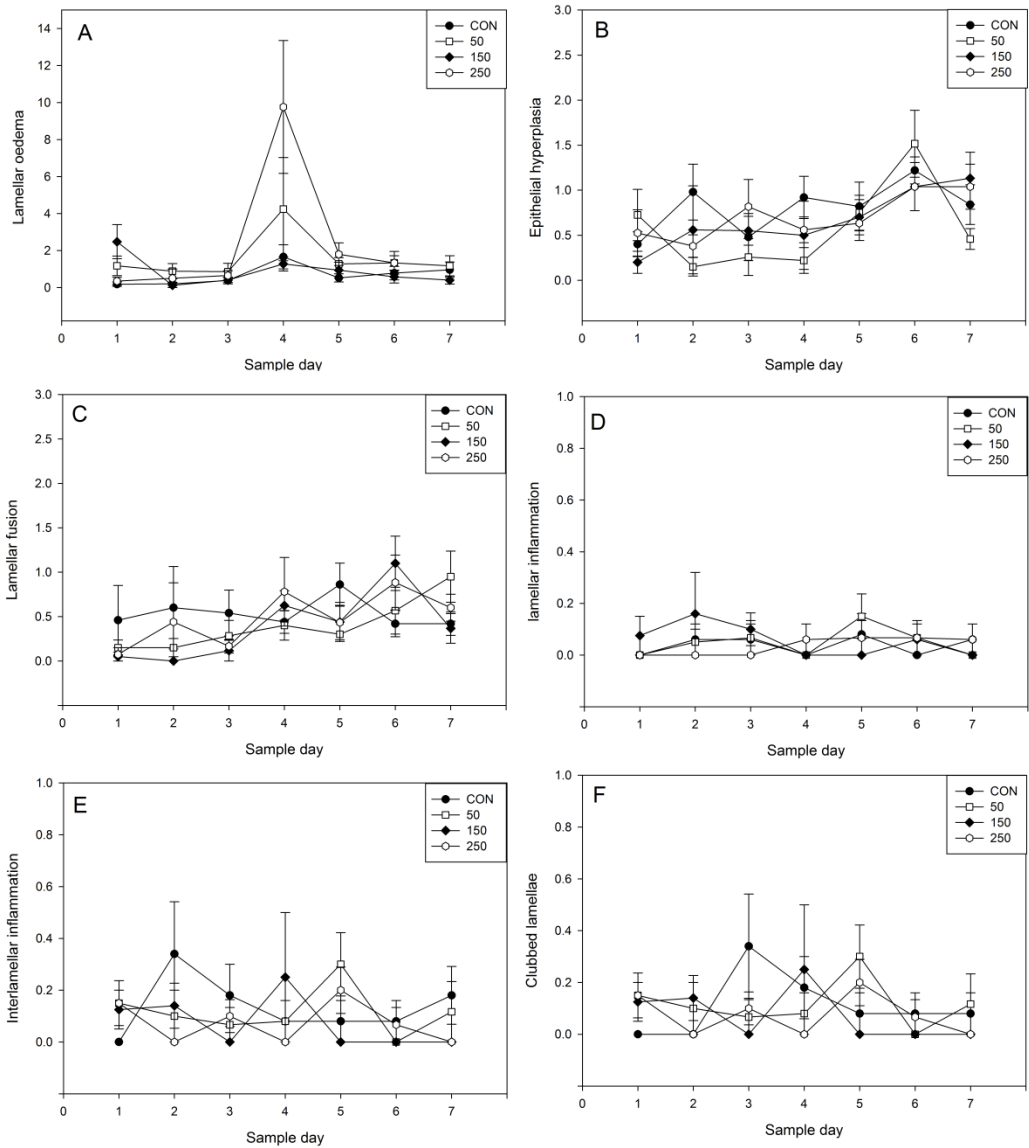 A
CON
50
150
250
Lamellar oedema
14
12
10
8
6
4
2
0
0 1 2 3 4 5 6 7
Sample day
B
CON
50
150
250
Epithelial hyperplasia
3.0
2.5
2.0
1.5
1.0
0.5
0.0
0 1 2 3 4 5 6 7
Sample day
C
CON
50
150
250
Lamellar fusion
3.0
2.5
2.0
1.5
1.0
0.5
0.0
0 1 2 3 4 5 6 7
Sample day
D
CON
50
150
250
lamellar inflammation
1.0
0.8
0.6
0.4
0.2
0.0
0 1 2 3 4 5 6 7
Sample day
E
CON
50
150
250
Interlamellar inflammation
1.0
0.8
0.6
0.4
0.2
0.0
0 1 2 3 4 5 6 7
Sample day
F
CON
50
150
250
Clubbed lamellae
1.0
0.8
0.6
0.4
0.2
0.0
0 1 2 3 4 5 6 7
Sample day